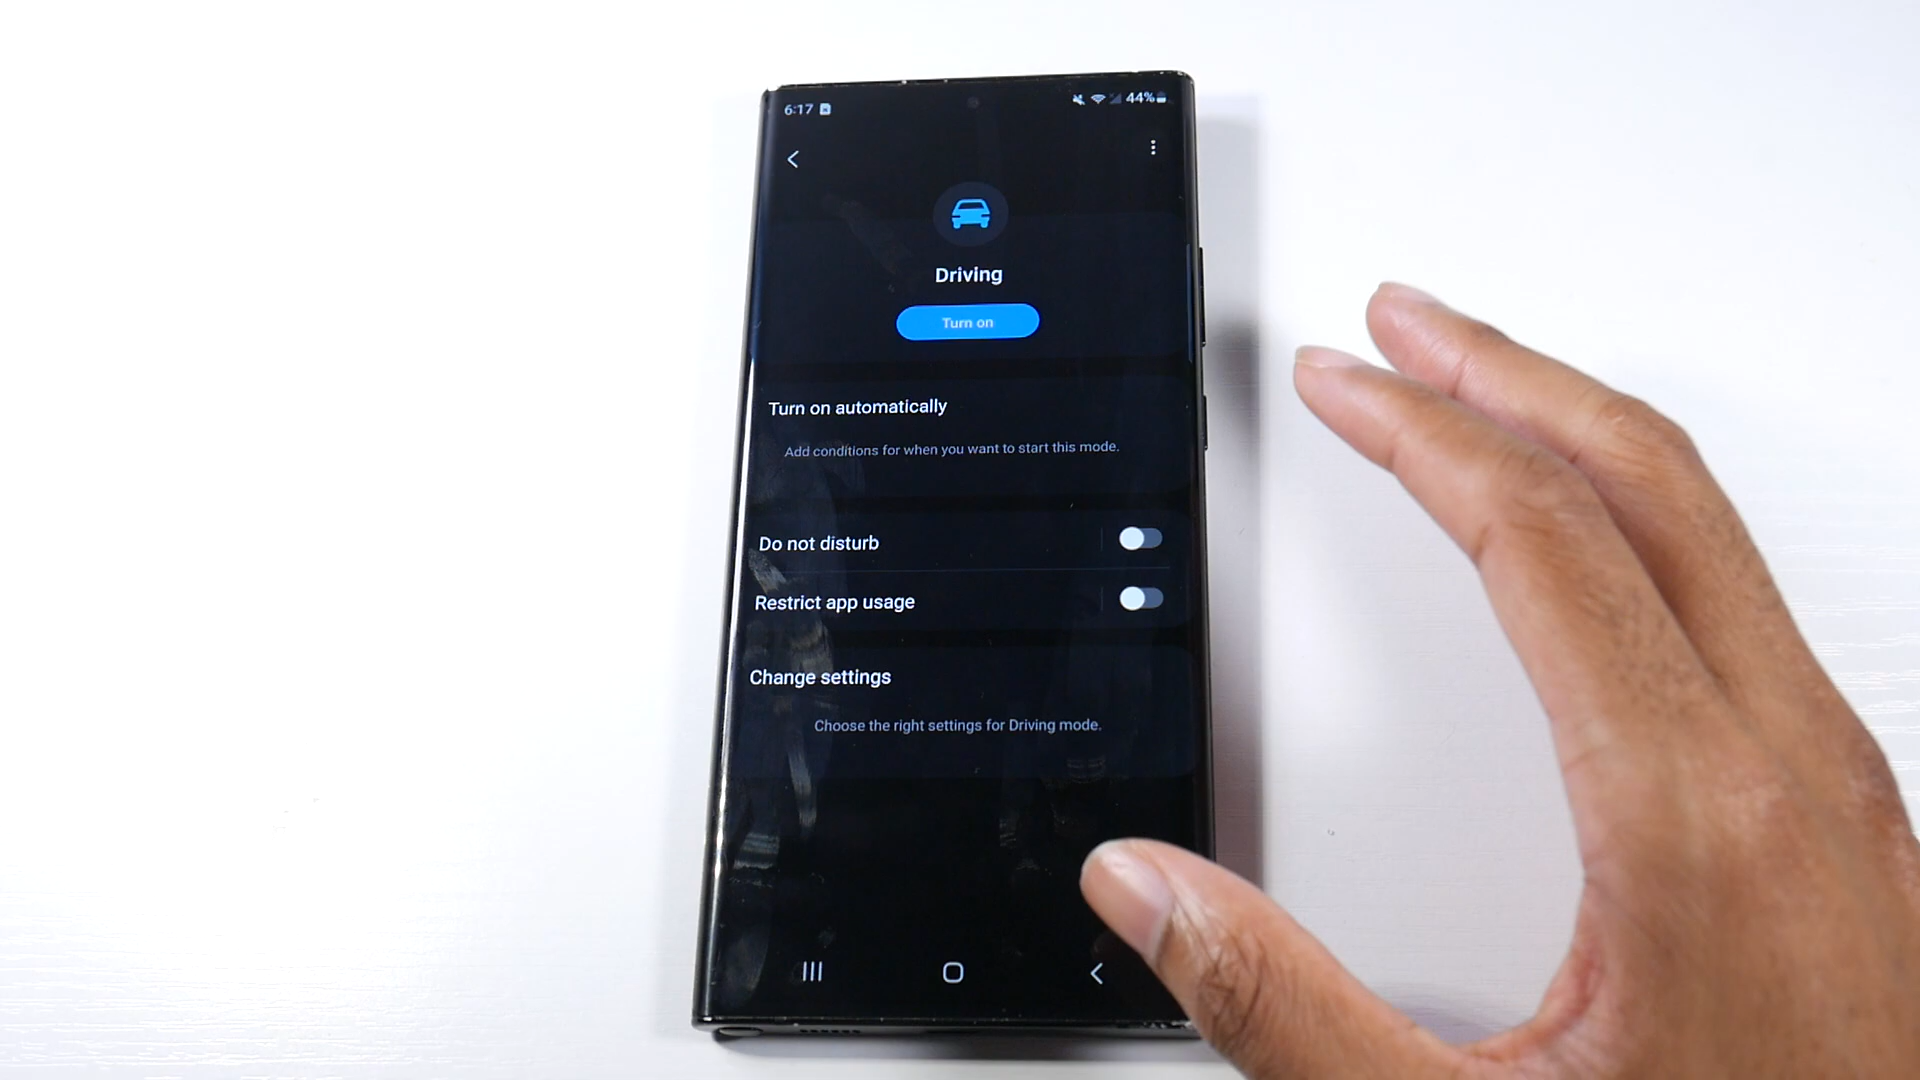 6:17
44%
Driving
Turn on
Turn on automatically
Add conditions for when you want to start this mode.
Do not disturb
Restrict app usage
Change settings
Choose the right settings for Driving mode.